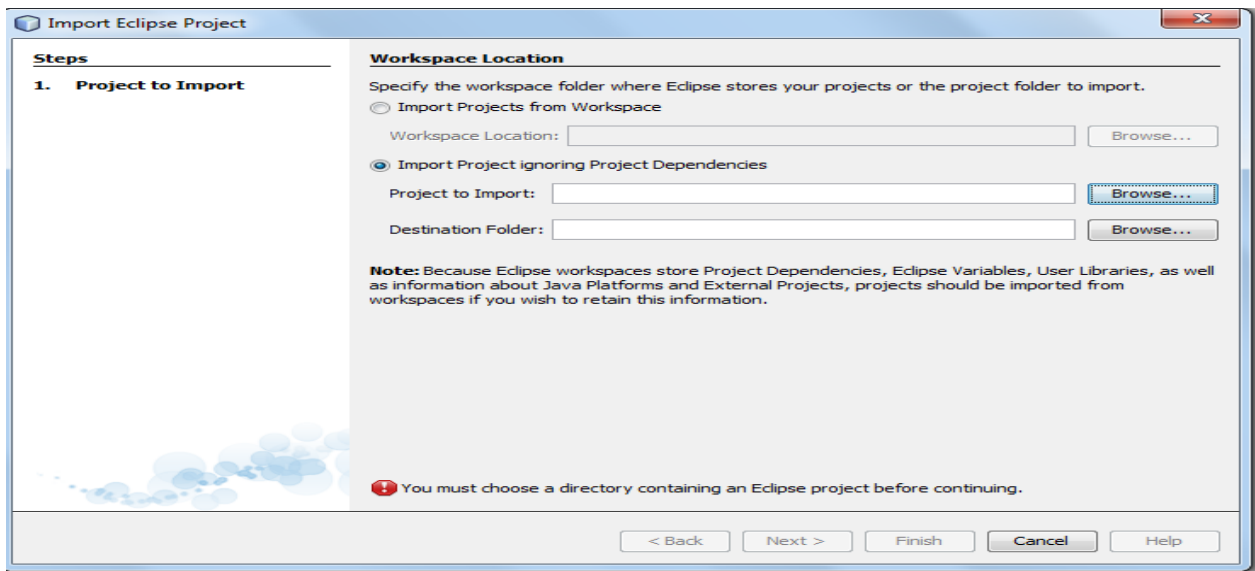 Import Eclipse Project
Steps
1. Project to Import
Workspace Location
Specify the workspace folder where Eclipse stores your projects or the project folder to import.
Import Projects from Workspace
Workspace Location:
Browse...
Import Project ignoring Project Dependencies
Project to Import:
Browse...
Destination Folder:
Browse...
Note: Because Eclipse workspaces store Project Dependencies, Eclipse Variables, User Libraries, as well
as information about Java Platforms and External Projects, projects should be imported from
workspaces if you wish to retain this information.
You must choose a directory containing an Eclipse project before continuing.
< Back
Next >
Finish
Cancel
Help